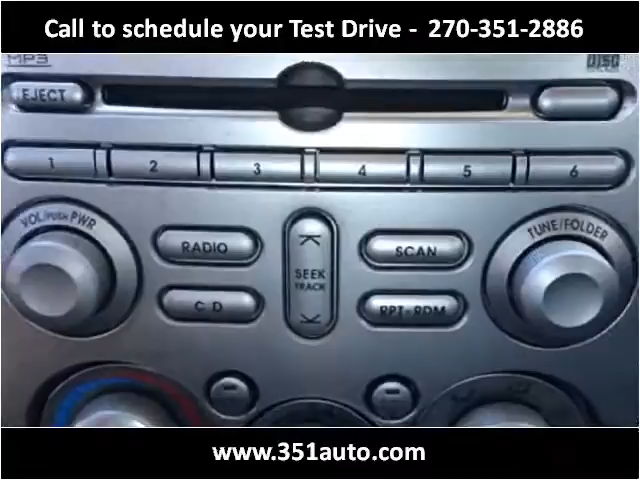 Call to schedule your Test Drive - 270-351-2886
MP3
DISC
EJECT
1 2 3 4 5 6
VOL/PUSH PWR
TUNE/FOLDER
RADIO
SCAN
SEEK
TRACK
CD
RPT-RDM
www.351auto.com